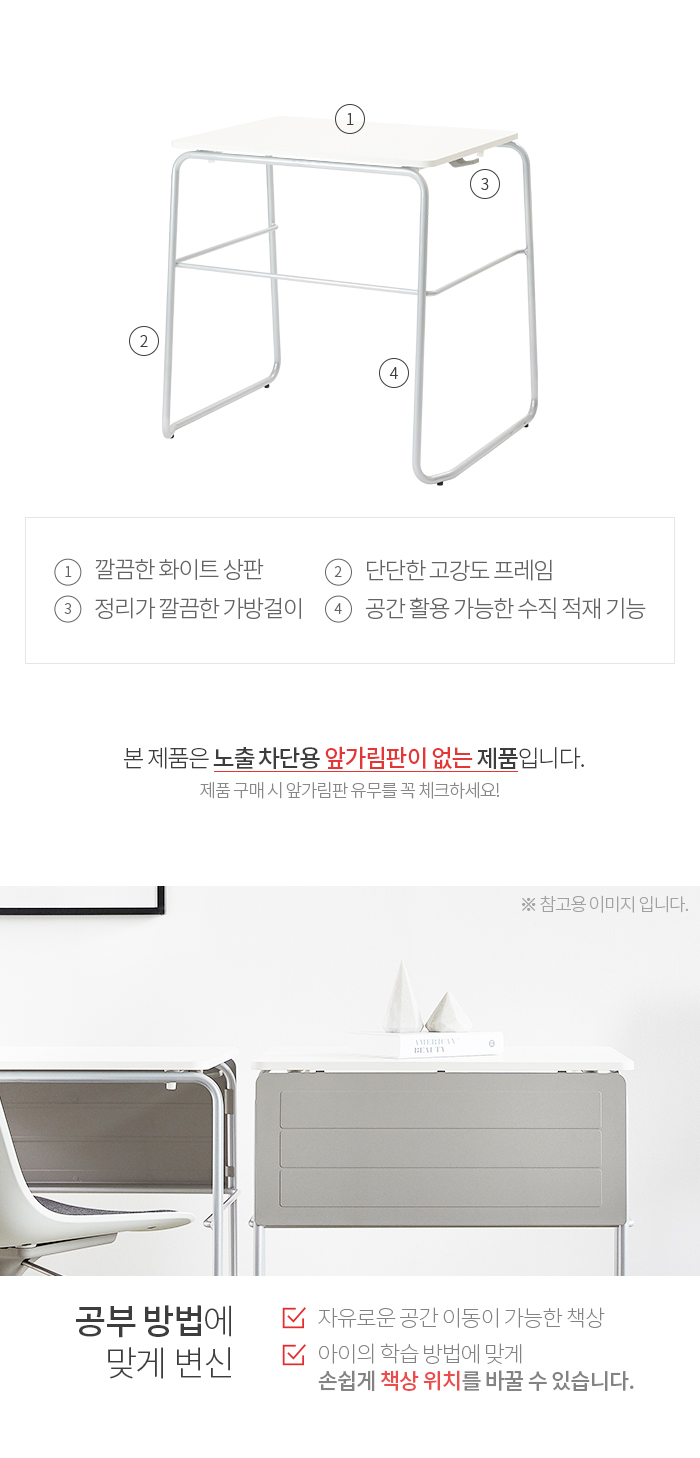 1
3
2
4
1 깔끔한 화이트 상판
2 단단한 고강도 프레임
3 정리가 깔끔한 가방걸이
4 공간 활용 가능한 수직 적재 기능
본 제품은 노출 차단용 앞가림판이 없는 제품입니다.
제품 구매 시 앞가림판 유무를 꼭 체크하세요!
※ 참고용 이미지 입니다.
AMERICAN
BEAUTY
공부 방법에
맞게 변신
자유로운 공간 이동이 가능한 책상
아이의 학습 방법에 맞게
손쉽게 책상 위치를 바꿀 수 있습니다.